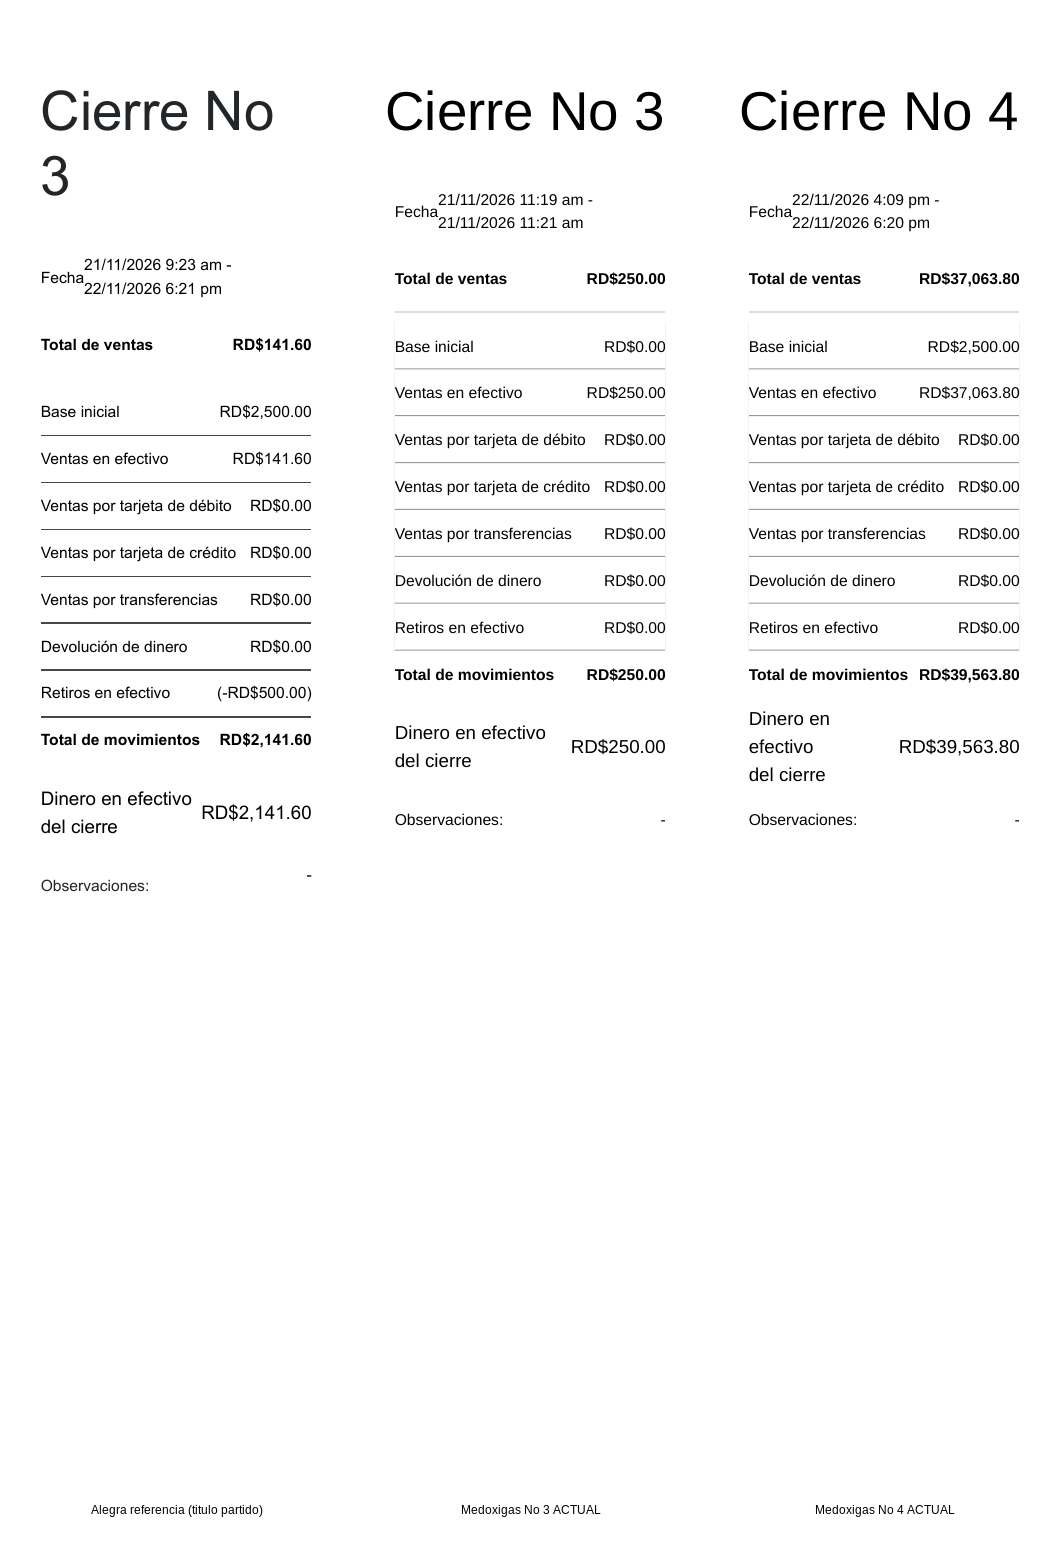 Cierre No
3
Fecha
21/11/2026 9:23 am -
22/11/2026 6:21 pm
Total de ventas RD$141.60
Base inicial RD$2,500.00
Ventas en efectivo RD$141.60
Ventas por tarjeta de débito RD$0.00
Ventas por tarjeta de crédito RD$0.00
Ventas por transferencias RD$0.00
Devolución de dinero RD$0.00
Retiros en efectivo (-RD$500.00)
Total de movimientos RD$2,141.60
Dinero en efectivo
del cierre RD$2,141.60
Observaciones: -
Alegra referencia (titulo partido)
Cierre No 3
Fecha
21/11/2026 11:19 am -
21/11/2026 11:21 am
Total de ventas RD$250.00
Base inicial RD$0.00
Ventas en efectivo RD$250.00
Ventas por tarjeta de débito RD$0.00
Ventas por tarjeta de crédito RD$0.00
Ventas por transferencias RD$0.00
Devolución de dinero RD$0.00
Retiros en efectivo RD$0.00
Total de movimientos RD$250.00
Dinero en efectivo
del cierre RD$250.00
Observaciones: -
Medoxigas No 3 ACTUAL
Cierre No 4
Fecha
22/11/2026 4:09 pm -
22/11/2026 6:20 pm
Total de ventas RD$37,063.80
Base inicial RD$2,500.00
Ventas en efectivo RD$37,063.80
Ventas por tarjeta de débito RD$0.00
Ventas por tarjeta de crédito RD$0.00
Ventas por transferencias RD$0.00
Devolución de dinero RD$0.00
Retiros en efectivo RD$0.00
Total de movimientos RD$39,563.80
Dinero en
efectivo RD$39,563.80
del cierre
Observaciones: -
Medoxigas No 4 ACTUAL